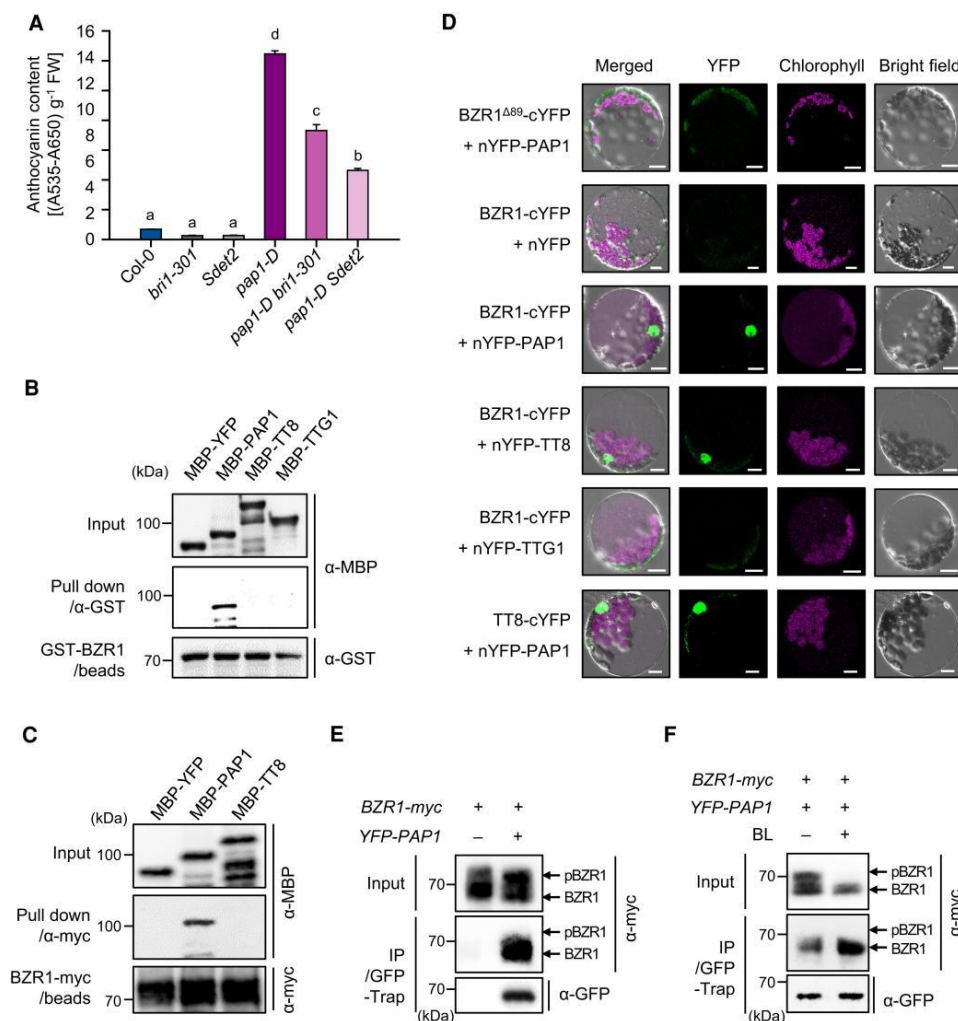 A
Anthocyanin content
[(A535-A650) g-1 FW]
16
14
12
10
8
6
4
2
0
a
a
a
d
c
b
Col-0
bri1-301
Sdet2
pap1-D
pap1-D bri1-301
pap1-D Sdet2
B
MBP-YFP
MBP-PAP1
MBP-TT8
MBP-TTG1
(kDa)
Input
100
α-MBP
Pull down
/α-GST
100
GST-BZR1
/beads
70
α-GST
C
MBP-YFP
MBP-PAP1
MBP-TT8
(kDa)
Input
100
α-MBP
Pull down
/α-myc
100
BZR1-myc
/beads
70
α-myc
D
Merged YFP Chlorophyll Bright field
BZR1Δ89-cYFP
+ nYFP-PAP1
BZR1-cYFP
+ nYFP
BZR1-cYFP
+ nYFP-PAP1
BZR1-cYFP
+ nYFP-TT8
BZR1-cYFP
+ nYFP-TTG1
TT8-cYFP
+ nYFP-PAP1
E
BZR1-myc + +
YFP-PAP1 – +
Input
70
pBZR1
BZR1
α-myc
IP
/GFP
-Trap
70
pBZR1
BZR1
α-GFP
(kDa)
F
BZR1-myc + +
YFP-PAP1 + +
BL – +
Input
70
pBZR1
BZR1
α-myc
IP
/GFP
-Trap
70
pBZR1
BZR1
α-GFP
(kDa)